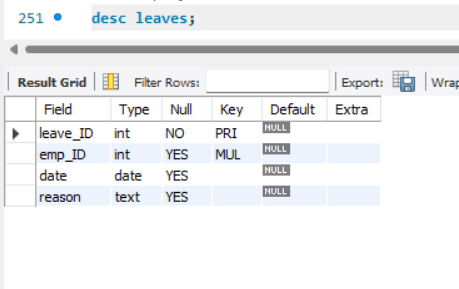 251 desc leaves;
Result Grid Filter Rows: Export: Wrap
Field Type Null Key Default Extra
leave_ID int NO PRI NULL
emp_ID int YES MUL NULL
date date YES NULL
reason text YES NULL